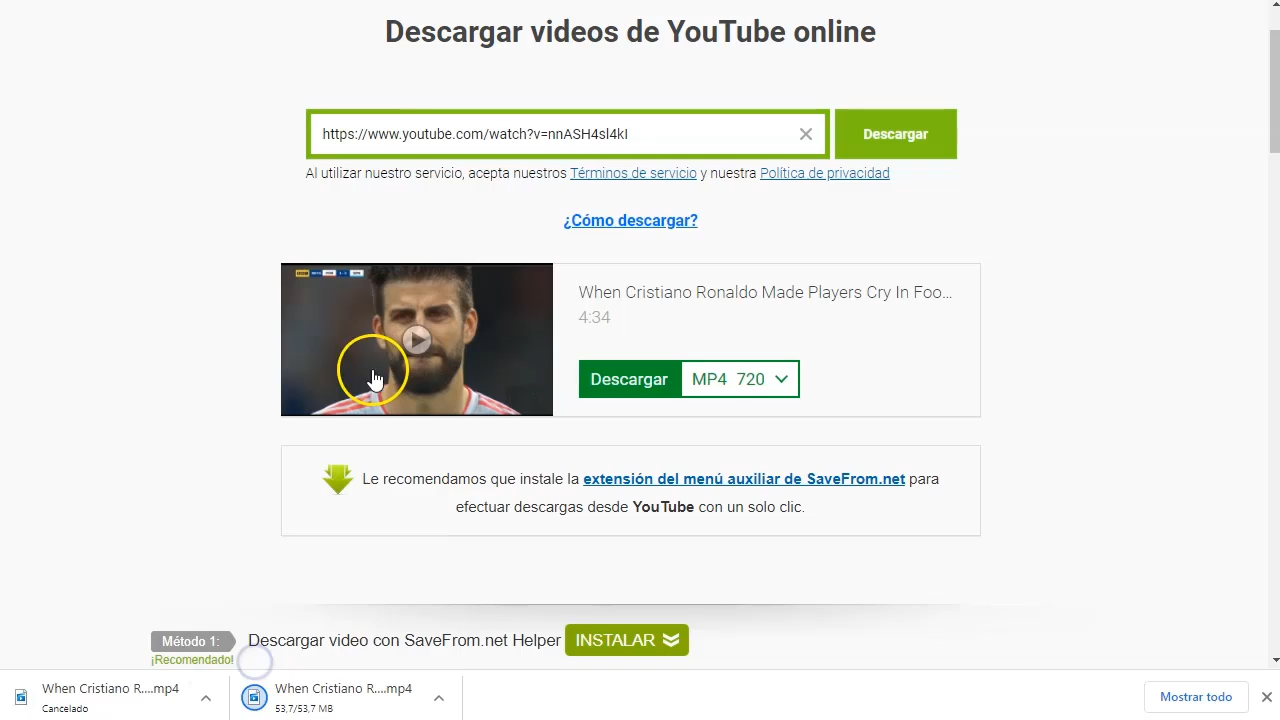 Descargar videos de YouTube online
https://www.youtube.com/watch?v=nnASH4sl4kI
Descargar
Al utilizar nuestro servicio, acepta nuestros Términos de servicio y nuestra Política de privacidad
¿Cómo descargar?
When Cristiano Ronaldo Made Players Cry In Foo...
4:34
Descargar MP4 720
Le recomendamos que instale la extensión del menú auxiliar de SaveFrom.net para
efectuar descargas desde YouTube con un solo clic.
Método 1: Descargar video con SaveFrom.net Helper INSTALAR
¡Recomendado!
When Cristiano R....mp4
Cancelado
When Cristiano R....mp4
53,7/53,7 MB
Mostrar todo